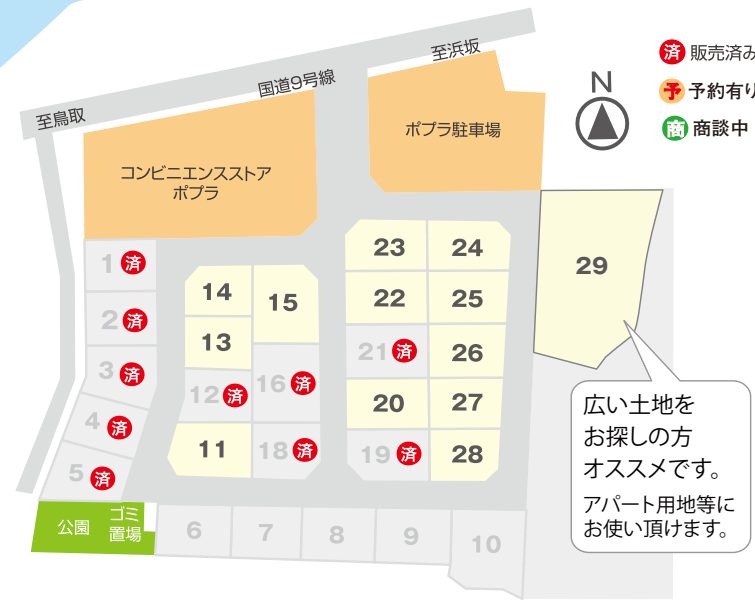 至浜坂
国道9号線
至鳥取
N
済 販売済み
予 予約有り
商 商談中
コンビニエンスストア
ポプラ
ポプラ駐車場
1 済
2 済
3 済
4 済
5 済
14
15
13
12 済
16 済
11
18 済
23
24
22
25
21 済
26
20
27
19 済
28
29
広い土地を
お探しの方
オススメです。
アパート用地等に
お使い頂けます。
公園
ゴミ
置場
6
7
8
9
10